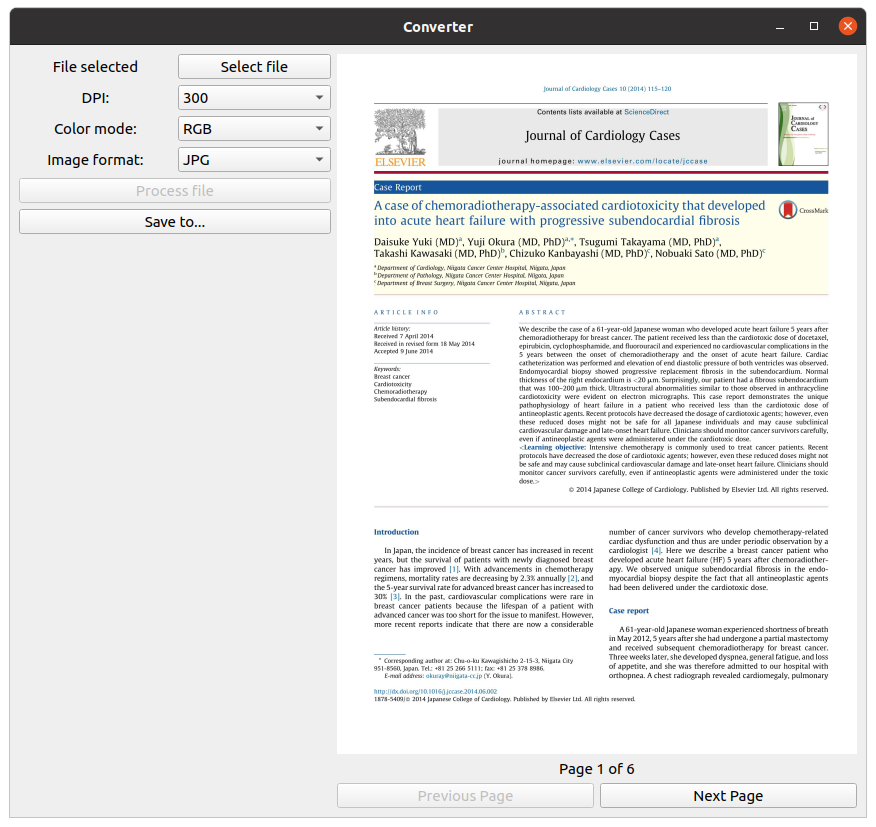 Converter
File selected
Select file
DPI:
300
Color mode:
RGB
Image format:
JPG
Process file
Save to...
Journal of Cardiology Cases 10 (2014) 115–120
Contents lists available at ScienceDirect
Journal of Cardiology Cases
journal homepage: www.elsevier.com/locate/jccase
ELSEVIER
JOURNAL of
CARDIOLOGY
CASES
Case Report
A case of chemoradiotherapy-associated cardiotoxicity that developed
into acute heart failure with progressive subendocardial fibrosis
CrossMark
Daisuke Yuki (MD)a, Yuji Okura (MD, PhD)a,*, Tsugumi Takayama (MD, PhD)a,
Takashi Kawasaki (MD, PhD)b, Chizuko Kanbayashi (MD, PhD)c, Nobuaki Sato (MD, PhD)c
a Department of Cardiology, Niigata Cancer Center Hospital, Niigata, Japan
b Department of Pathology, Niigata Cancer Center Hospital, Niigata, Japan
c Department of Breast Surgery, Niigata Cancer Center Hospital, Niigata, Japan
ARTICLE INFO
Article history:
Received 7 April 2014
Received in revised form 18 May 2014
Accepted 9 June 2014
Keywords:
Breast cancer
Cardiotoxicity
Chemoradiotherapy
Subendocardial fibrosis
ABSTRACT
We describe the case of a 61-year-old Japanese woman who developed acute heart failure 5 years after
chemoradiotherapy for breast cancer. The patient received less than the cardiotoxic dose of docetaxel,
epirubicin, cyclophosphamide, and fluorouracil and experienced no cardiovascular complications in the
5 years between the onset of chemoradiotherapy and the onset of acute heart failure. Cardiac
catheterization was performed and elevation of end diastolic pressure of both ventricles was observed.
Endomyocardial biopsy showed progressive replacement fibrosis in the subendocardium. Normal
thickness of the right endocardium is <20 μm. Surprisingly, our patient had a fibrous subendocardium
that was 100–200 μm thick. Ultrastructural abnormalities similar to those observed in anthracycline
cardiotoxicity were evident on electron micrographs. This case report demonstrates the unique
pathophysiology of heart failure in a patient who received less than the cardiotoxic dose of
antineoplastic agents. Recent protocols have decreased the dosage of cardiotoxic agents; however, even
these reduced doses might not be safe for all Japanese individuals and may cause subclinical
cardiovascular damage and late-onset heart failure. Clinicians should monitor cancer survivors carefully,
even if antineoplastic agents were administered under the cardiotoxic dose.
<Learning objective: Intensive chemotherapy is commonly used to treat cancer patients. Recent
protocols have decreased the dose of cardiotoxic agents; however, even these reduced doses might not
be safe and may cause subclinical cardiovascular damage and late-onset heart failure. Clinicians should
monitor cancer survivors carefully, even if antineoplastic agents were administered under the toxic
dose.>
© 2014 Japanese College of Cardiology. Published by Elsevier Ltd. All rights reserved.
Introduction
In Japan, the incidence of breast cancer has increased in recent
years, but the survival of patients with newly diagnosed breast
cancer has improved [1]. With advancements in chemotherapy
regimens, mortality rates are decreasing by 2.3% annually [2], and
the 5-year survival rate for advanced breast cancer has increased to
30% [3]. In the past, cardiovascular complications were rare in
breast cancer patients because the lifespan of a patient with
advanced cancer was too short for the issue to manifest. However,
more recent reports indicate that there are now a considerable
* Corresponding author at: Chu-o-ku Kawagishicho 2-15-3, Niigata City
951-8560, Japan. Tel.: +81 25 266 5111; fax: +81 25 378 8986.
E-mail address: okuray@niigata-cc.jp (Y. Okura).
number of cancer survivors who develop chemotherapy-related
cardiac dysfunction and thus are under periodic observation by a
cardiologist [4]. Here we describe a breast cancer patient who
developed acute heart failure (HF) 5 years after chemoradiother-
apy. We observed unique subendocardial fibrosis in the endo-
myocardial biopsy despite the fact that all antineoplastic agents
had been delivered under the cardiotoxic dose.
Case report
A 61-year-old Japanese woman experienced shortness of breath
in May 2012, 5 years after she had undergone a partial mastectomy
and received subsequent chemoradiotherapy for breast cancer.
Three weeks later, she developed dyspnea, general fatigue, and loss
of appetite, and she was therefore admitted to our hospital with
orthopnea. A chest radiograph revealed cardiomegaly, pulmonary
http://dx.doi.org/10.1016/j.jccase.2014.06.002
1878-5409/© 2014 Japanese College of Cardiology. Published by Elsevier Ltd. All rights reserved.
Page 1 of 6
Previous Page
Next Page